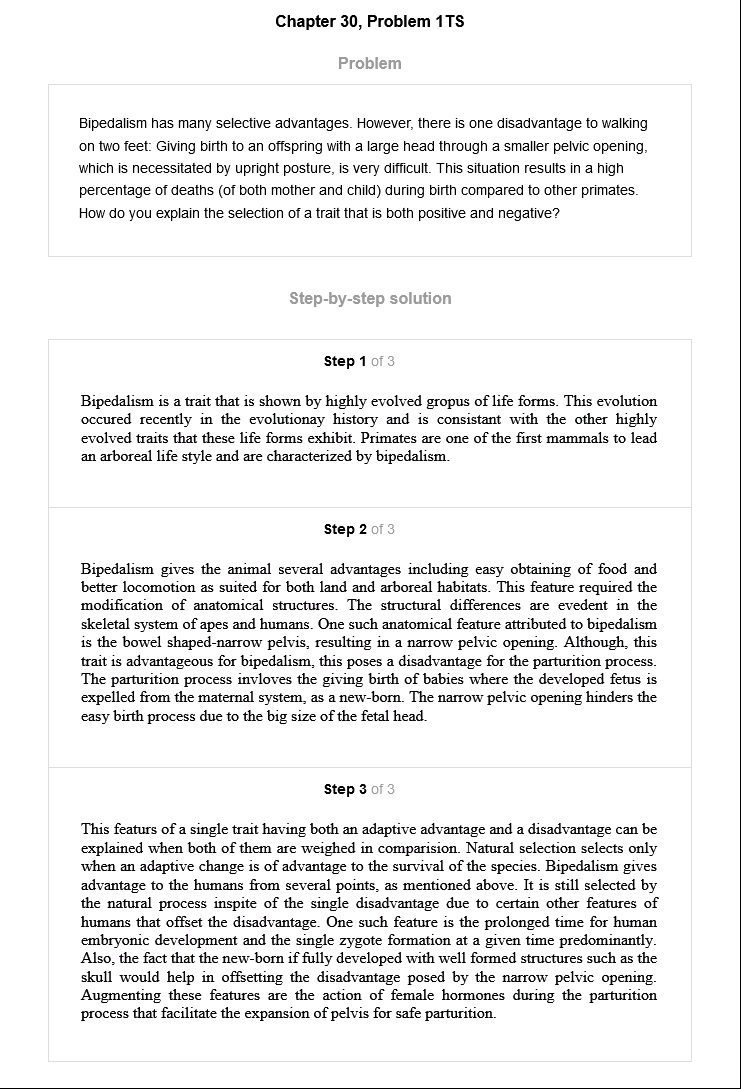 Chapter 30, Problem 1TS
Problem
Bipedalism has many selective advantages. However, there is one disadvantage to walking
on two feet: Giving birth to an offspring with a large head through a smaller pelvic opening,
which is necessitated by upright posture, is very difficult. This situation results in a high
percentage of deaths (of both mother and child) during birth compared to other primates.
How do you explain the selection of a trait that is both positive and negative?
Step-by-step solution
Step 1 of 3
Bipedalism is a trait that is shown by highly evolved gropus of life forms. This evolution
occured recently in the evolutionay history and is consistant with the other highly
evolved traits that these life forms exhibit. Primates are one of the first mammals to lead
an arboreal life style and are characterized by bipedalism.
Step 2 of 3
Bipedalism gives the animal several advantages including easy obtaining of food and
better locomotion as suited for both land and arboreal habitats. This feature required the
modification of anatomical structures. The structural differences are evedent in the
skeletal system of apes and humans. One such anatomical feature attributed to bipedalism
is the bowel shaped-narrow pelvis, resulting in a narrow pelvic opening. Although, this
trait is advantageous for bipedalism, this poses a disadvantage for the parturition process.
The parturition process invloves the giving birth of babies where the developed fetus is
expelled from the maternal system, as a new-born. The narrow pelvic opening hinders the
easy birth process due to the big size of the fetal head.
Step 3 of 3
This featurs of a single trait having both an adaptive advantage and a disadvantage can be
explained when both of them are weighed in comparision. Natural selection selects only
when an adaptive change is of advantage to the survival of the species. Bipedalism gives
advantage to the humans from several points, as mentioned above. It is still selected by
the natural process inspite of the single disadvantage due to certain other features of
humans that offset the disadvantage. One such feature is the prolonged time for human
embryonic development and the single zygote formation at a given time predominantly.
Also, the fact that the new-born if fully developed with well formed structures such as the
skull would help in offsetting the disadvantage posed by the narrow pelvic opening.
Augmenting these features are the action of female hormones during the parturition
process that facilitate the expansion of pelvis for safe parturition.